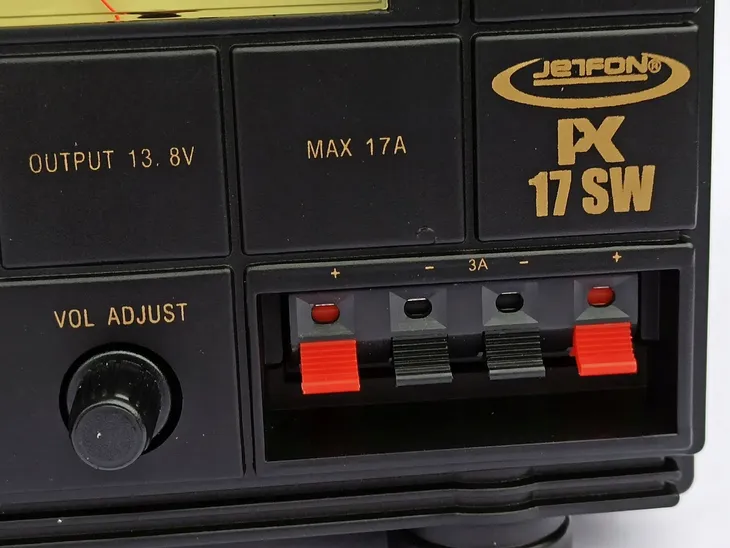 JETFON®
OUTPUT 13.8V
MAX 17A
PX
17 SW
+ - 3A - +
VOL ADJUST